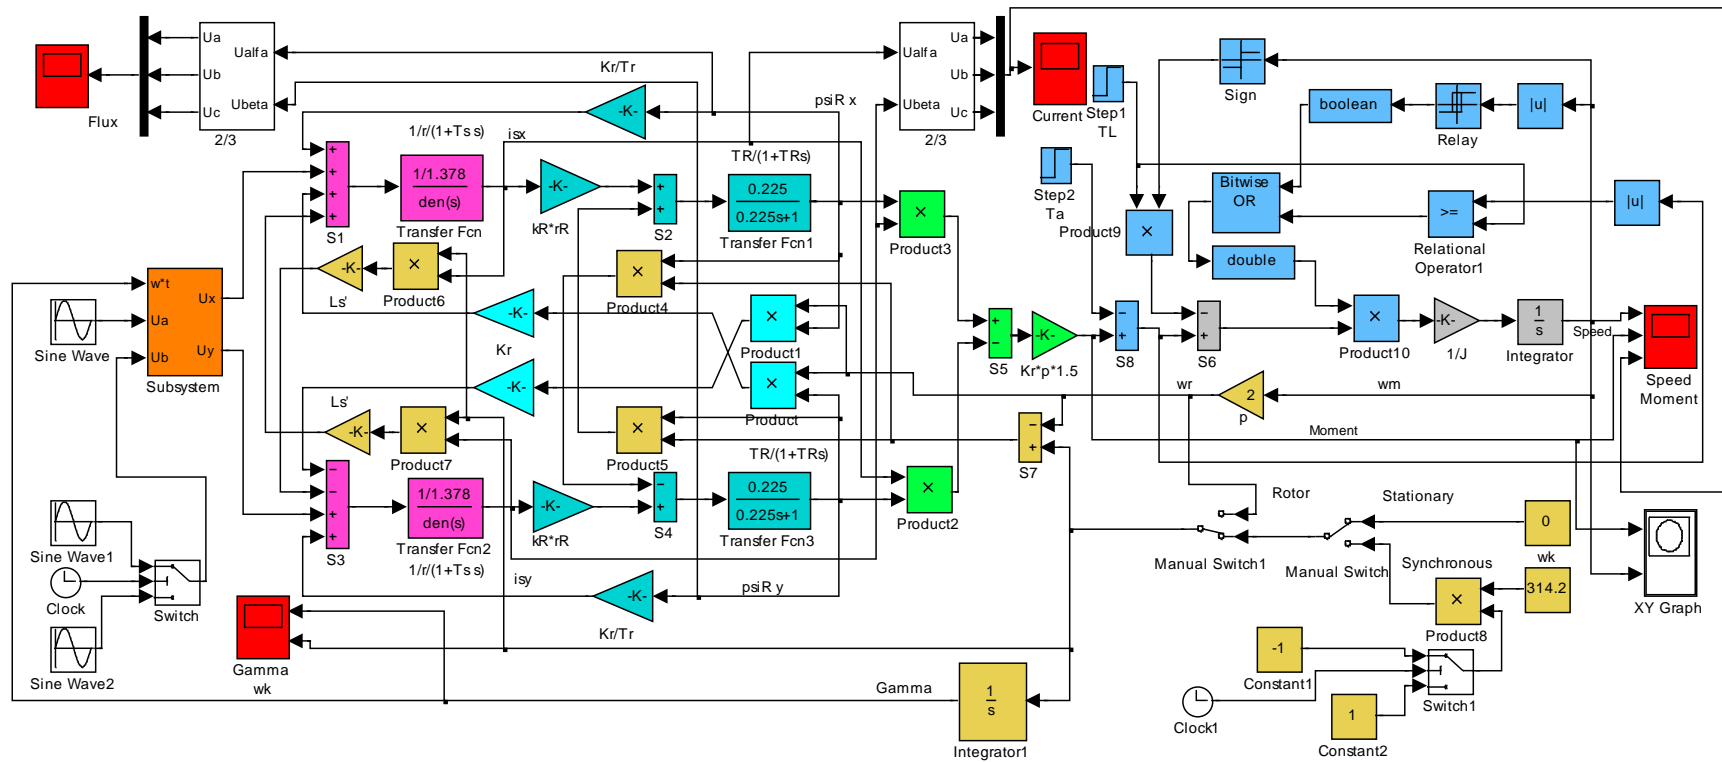 Ua
Ub
Uc
Ualfa
Ubeta
2/3
Flux
Kr/Tr
psiR x
Ualfa
Ubeta
Ua
Ub
Uc
2/3
Current
Step1
TL
Sign
boolean
Relay
|u|
1/r/(1+Ts s)
isx
+
+
+
+
S1
1/1.378
den(s)
Transfer Fcn
-K-
kR*rR
+
+
S2
TR/(1+TRs)
0.225
0.225s+1
Transfer Fcn1
×
Product3
Step2
Ta
×
Product9
Bitwise
OR
>=
Relational
Operator1
|u|
double
-K-
Ls'
×
Product6
×
Product4
w*t
Ua
Ub
Ux
Uy
Subsystem
Sine Wave
-K-
Kr
×
Product1
×
Product
-K-
+
−
S5
-K-
Kr*p*1.5
−
+
S8
−
+
S6
×
Product10
-K-
1/J
1
s
Integrator
Speed
Speed
Moment
wr
2
p
wm
Moment
Ls'
-K-
×
Product7
×
Product5
−
+
S7
TR/(1+TRs)
−
−
+
+
S3
1/1.378
den(s)
Transfer Fcn2
1/r/(1+Ts s)
-K-
kR*rR
−
+
S4
0.225
0.225s+1
Transfer Fcn3
×
Product2
Rotor
Stationary
0
wk
Manual Switch1
Manual Switch
Synchronous
314.2
XY Graph
Sine Wave1
Clock
Switch
Sine Wave2
isy
-K-
psiR y
Kr/Tr
×
Product8
-1
Constant1
Switch1
Clock1
1
Constant2
Gamma
wk
Gamma
1
s
Integrator1
-K-